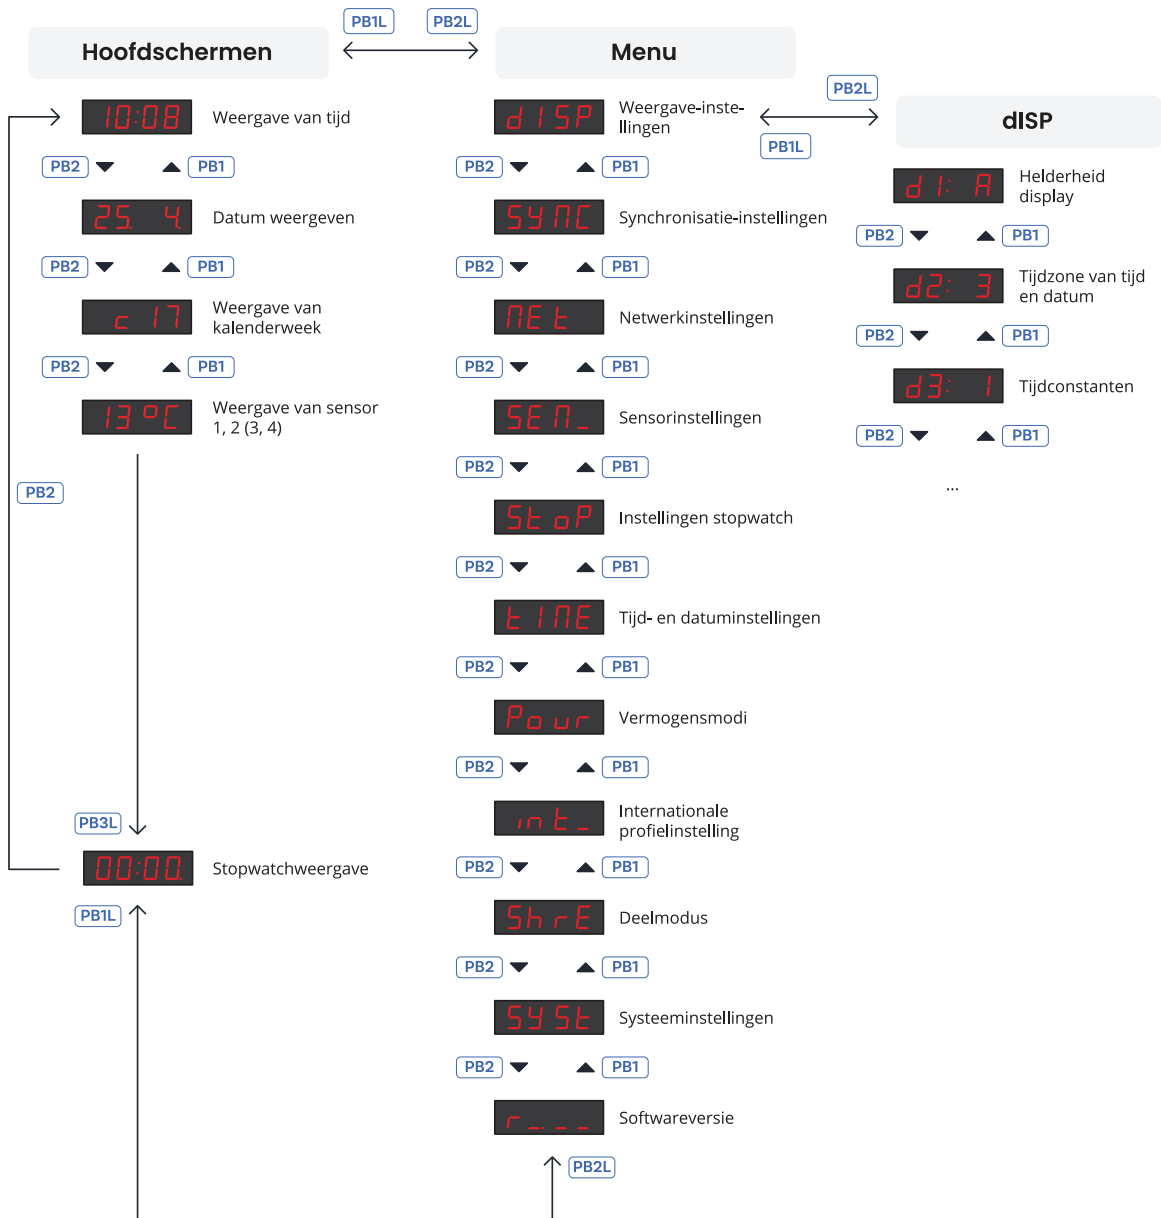 PB1L PB2L
Hoofdschermen
Menu
PB2L
PB1L
dISP
10:08
Weergave van tijd
PB2 PB1
25. 4.
Datum weergeven
PB2 PB1
c 17
Weergave van
kalenderweek
PB2 PB1
13 °C
Weergave van sensor
1, 2 (3, 4)
PB2
PB3L
00:00.
Stopwatchweergave
PB1L
dISP
Weergave-inste-
llingen
PB2 PB1
SYNC
Synchronisatie-instellingen
PB2 PB1
NEt
Netwerkinstellingen
PB2 PB1
SEN_
Sensorinstellingen
PB2 PB1
StoP
Instellingen stopwatch
PB2 PB1
tIME
Tijd- en datuminstellingen
PB2 PB1
Pour
Vermogensmodi
PB2 PB1
int_
Internationale
profielinstelling
PB2 PB1
ShrE
Deelmodus
PB2 PB1
SYSt
Systeeminstellingen
PB2 PB1
r_._ _
Softwareversie
PB2L
d1: A
Helderheid
display
PB2 PB1
d2: 3
Tijdzone van tijd
en datum
PB2 PB1
d3: 1
Tijdconstanten
PB2 PB1
...